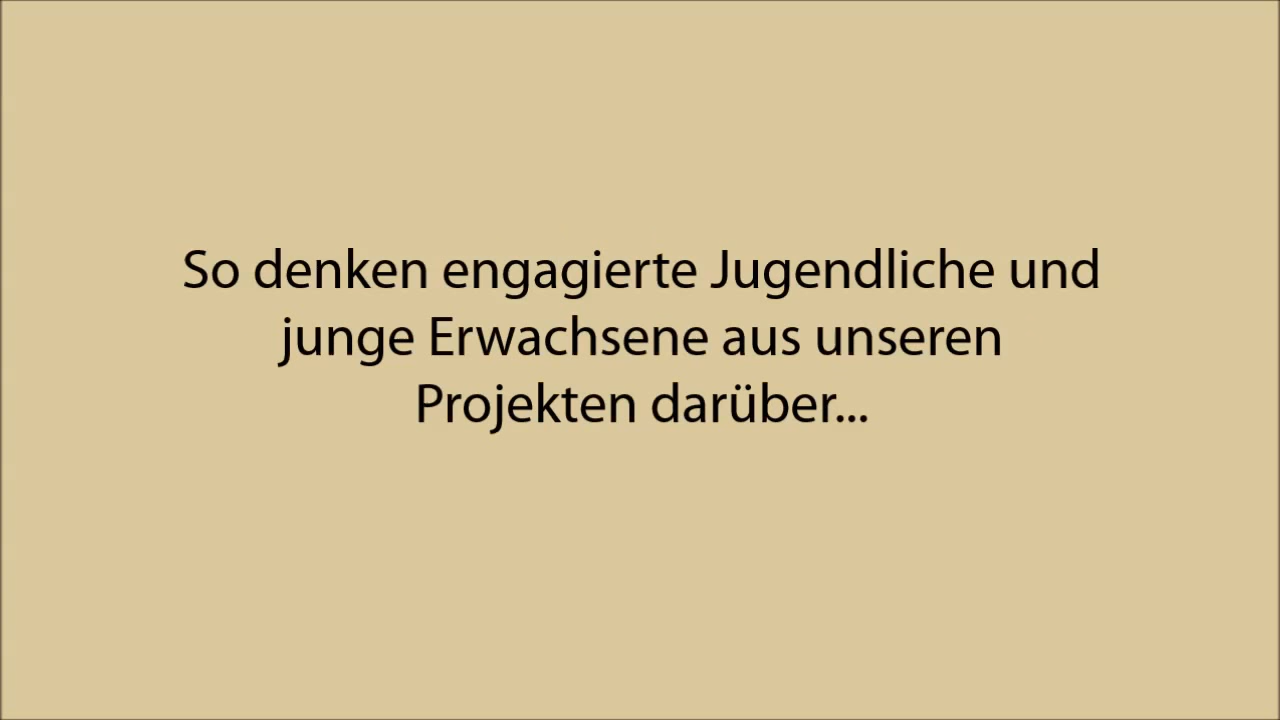 So denken engagierte Jugendliche und
junge Erwachsene aus unseren
Projekten darüber...